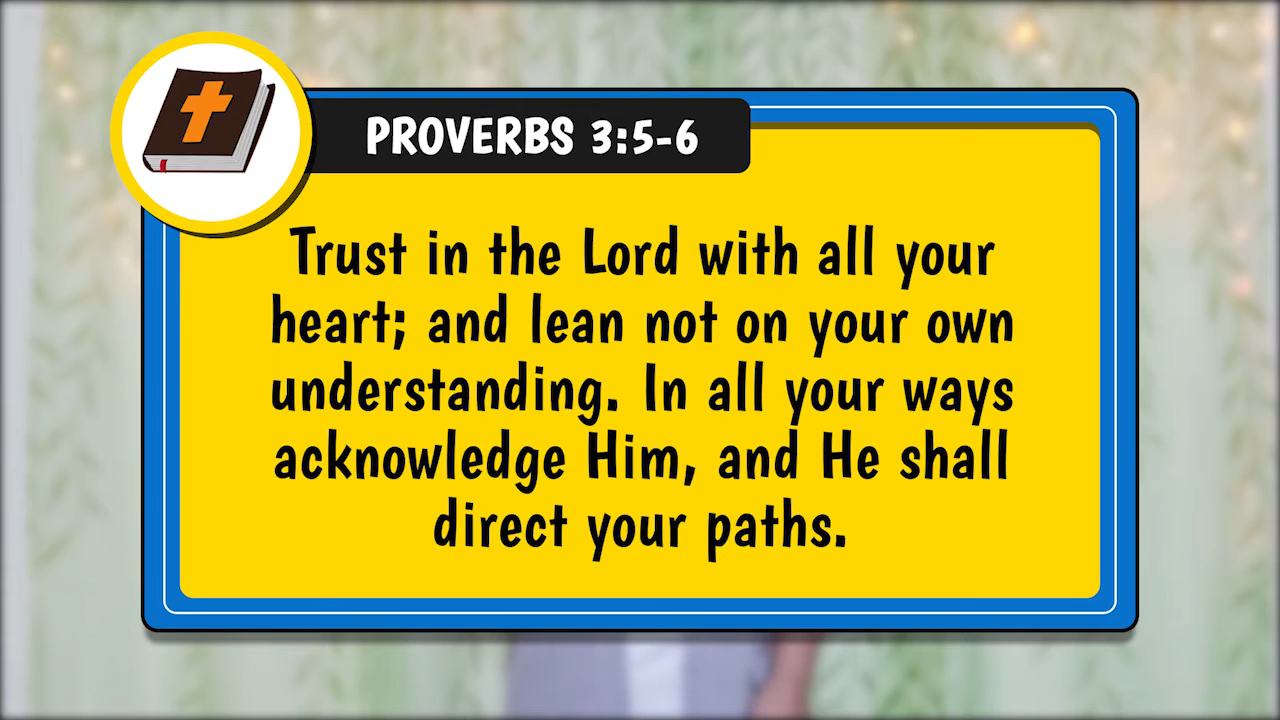 PROVERBS 3:5-6
Trust in the Lord with all your
heart; and lean not on your own
understanding. In all your ways
acknowledge Him, and He shall
direct your paths.